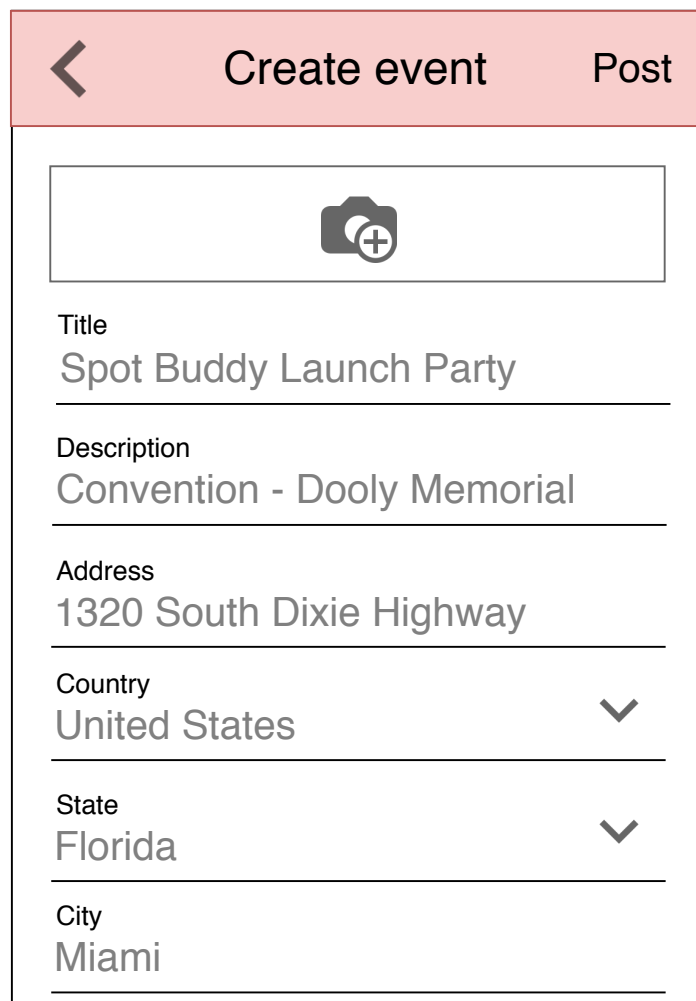 Create event Post
Title
Spot Buddy Launch Party
Description
Convention - Dooly Memorial
Address
1320 South Dixie Highway
Country
United States
State
Florida
City
Miami